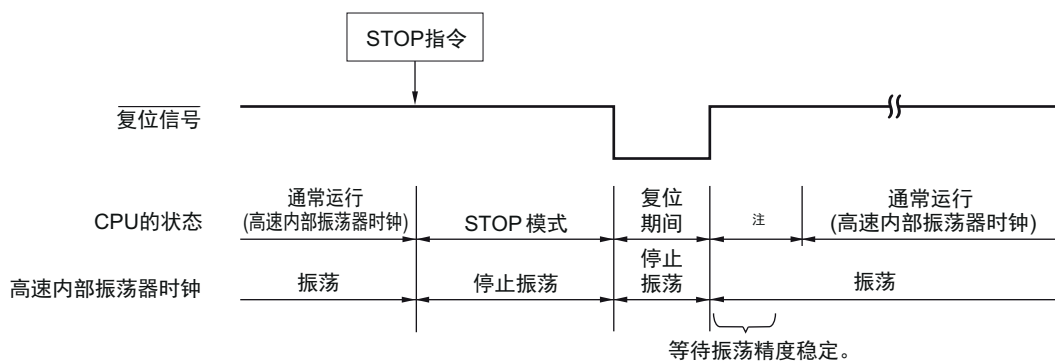 STOP指令
复位信号
CPU的状态
通常运行
(高速内部振荡器时钟)
STOP 模式
复位
期间
注
通常运行
(高速内部振荡器时钟)
高速内部振荡器时钟
振荡
停止振荡
停止
振荡
振荡
等待振荡精度稳定。